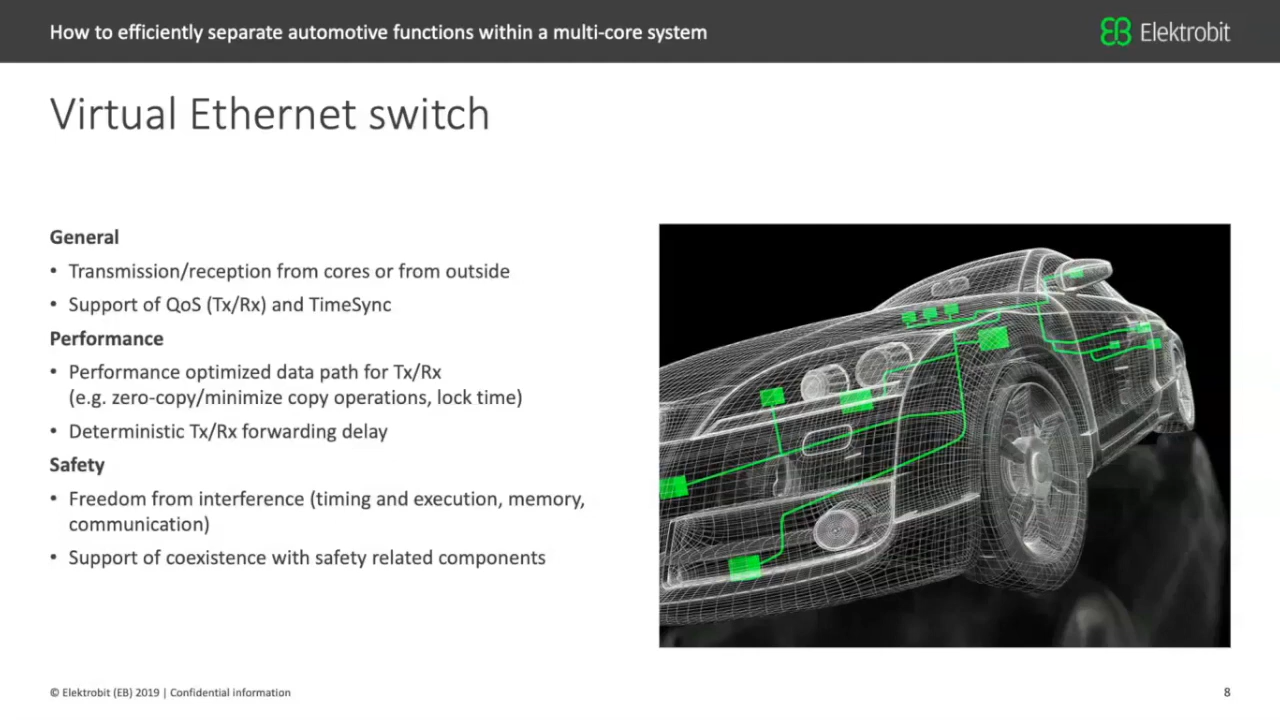 How to efficiently separate automotive functions within a multi-core system
Elektrobit
Virtual Ethernet switch
General
• Transmission/reception from cores or from outside
• Support of QoS (Tx/Rx) and TimeSync
Performance
• Performance optimized data path for Tx/Rx
(e.g. zero-copy/minimize copy operations, lock time)
• Deterministic Tx/Rx forwarding delay
Safety
• Freedom from interference (timing and execution, memory,
communication)
• Support of coexistence with safety related components
© Elektrobit (EB) 2019 | Confidential information
8